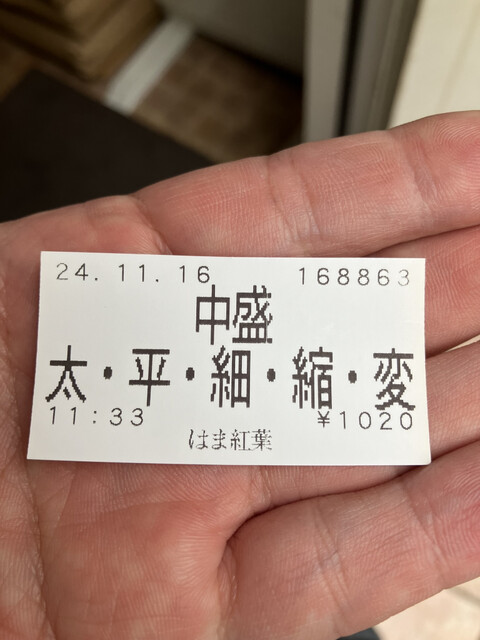 24. 11. 16 168863
中盛
太・平・細・縮・変
11:33 ¥1020
はま紅葉